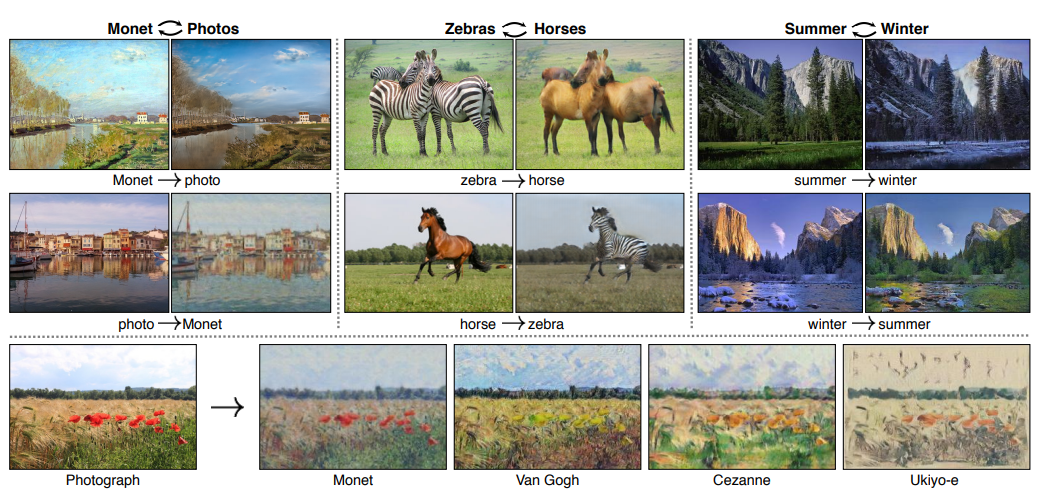 Monet Photos
Zebras Horses
Summer Winter
Monet → photo
zebra → horse
summer → winter
photo → Monet
horse → zebra
winter → summer
Photograph
Monet
Van Gogh
Cezanne
Ukiyo-e